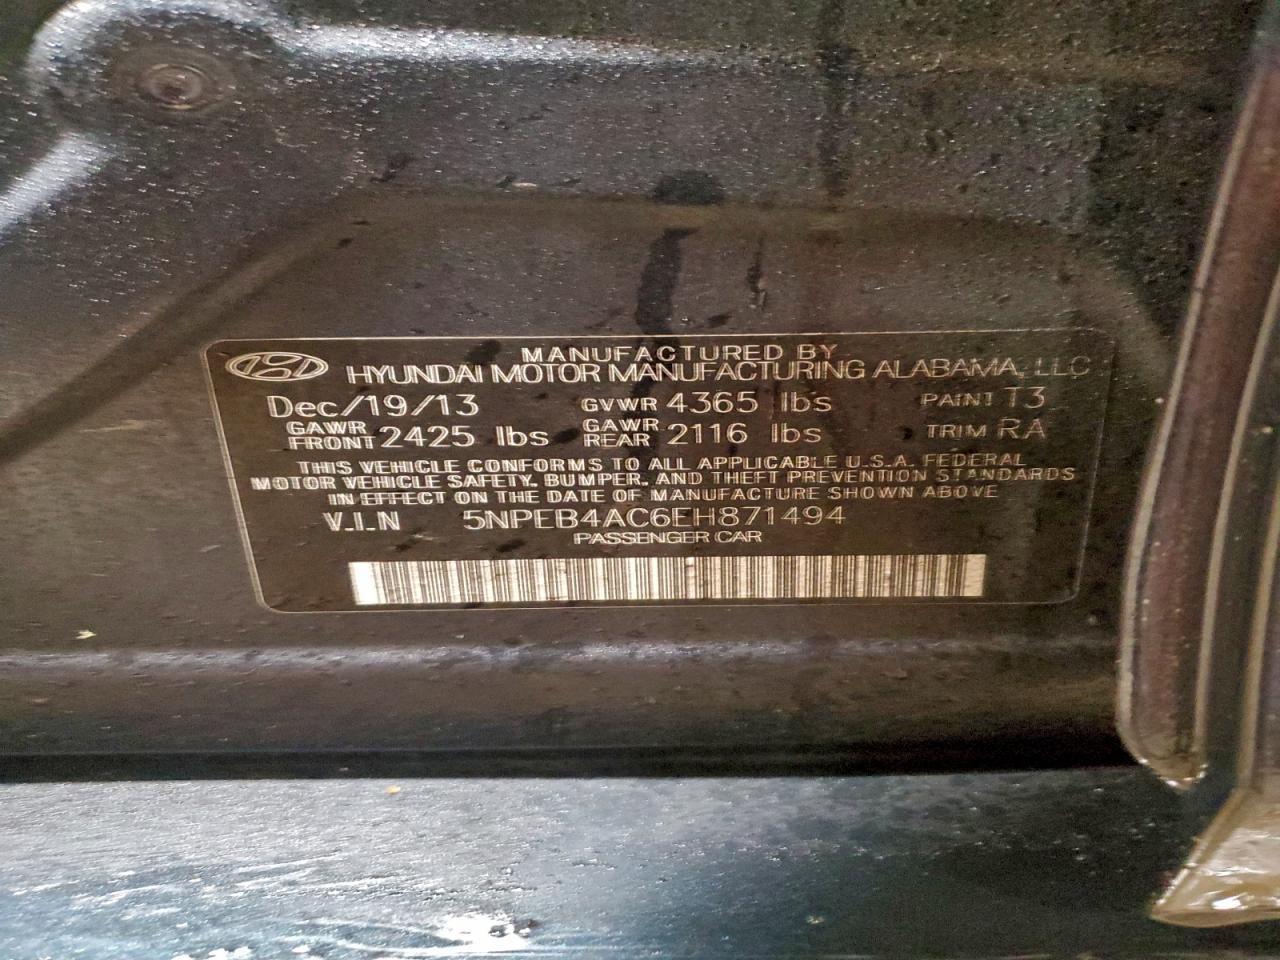 MANUFACTURED BY
HYUNDAI MOTOR MANUFACTURING ALABAMA, LLC
Dec/19/13 GVWR 4365 lbs PAINT T3
GAWR FRONT 2425 lbs GAWR REAR 2116 lbs TRIM RA
THIS VEHICLE CONFORMS TO ALL APPLICABLE U.S.A. FEDERAL
MOTOR VEHICLE SAFETY, BUMPER, AND THEFT PREVENTION STANDARDS
IN EFFECT ON THE DATE OF MANUFACTURE SHOWN ABOVE
V.I.N 5NPEB4AC6EH871494
PASSENGER CAR